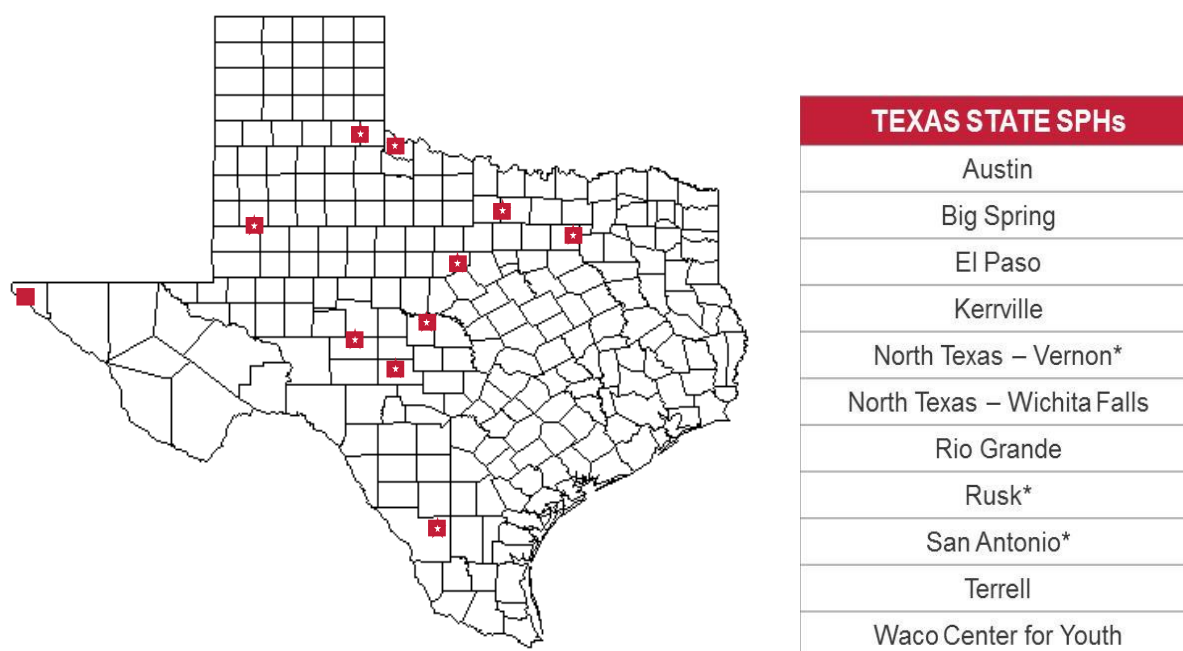 TEXAS STATE SPHs
Austin
Big Spring
El Paso
Kerrville
North Texas – Vernon*
North Texas – Wichita Falls
Rio Grande
Rusk*
San Antonio*
Terrell
Waco Center for Youth